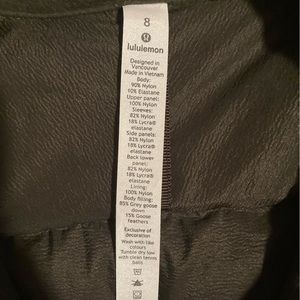 8
lululemon
Designed in
Vancouver
Made in Vietnam
Body:
90% Nylon
10% Elastane
Upper panel:
100% Nylon
Sleeves:
82% Nylon
18% Lycra®
elastane
Side panels:
82% Nylon
18% Lycra®
elastane
Back lower
panel:
82% Nylon
18% Lycra®
elastane
Lining:
100% Nylon
Body filling:
85% Grey goose
down
15% Goose
feathers
Exclusive of
decoration
Wash with like
colours
Tumble dry low
with clean tennis
balls